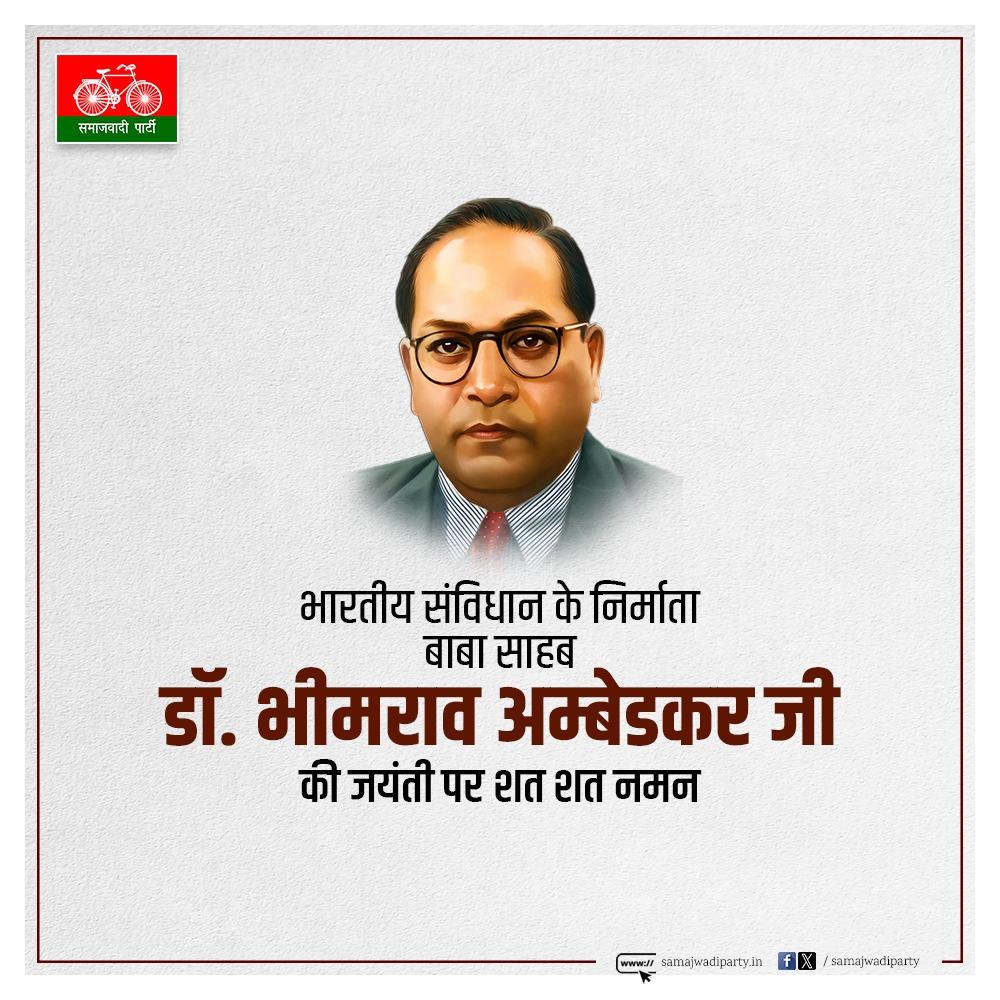 समाजवादी पार्टी
भारतीय संविधान के निर्माता
बाबा साहब
डॉ. भीमराव अम्बेडकर जी
की जयंती पर शत शत नमन
www:// samajwadiparty.in f X / samajwadiparty